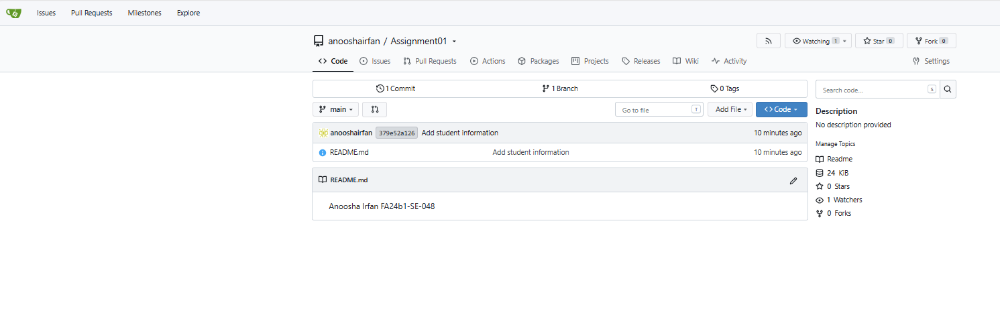 Issues Pull Requests Milestones Explore
anooshairfan / Assignment01
Watching 1 Star 0 Fork 0
Code Issues Pull Requests Actions Packages Projects Releases Wiki Activity Settings
1 Commit 1 Branch 0 Tags
Search code... S
main Go to file T Add File Code
Description
No description provided
anooshairfan 379e52a126 Add student information 10 minutes ago
README.md Add student information 10 minutes ago
Manage Topics
Readme
24 KiB
0 Stars
1 Watchers
0 Forks
README.md
Anoosha Irfan FA24b1-SE-048